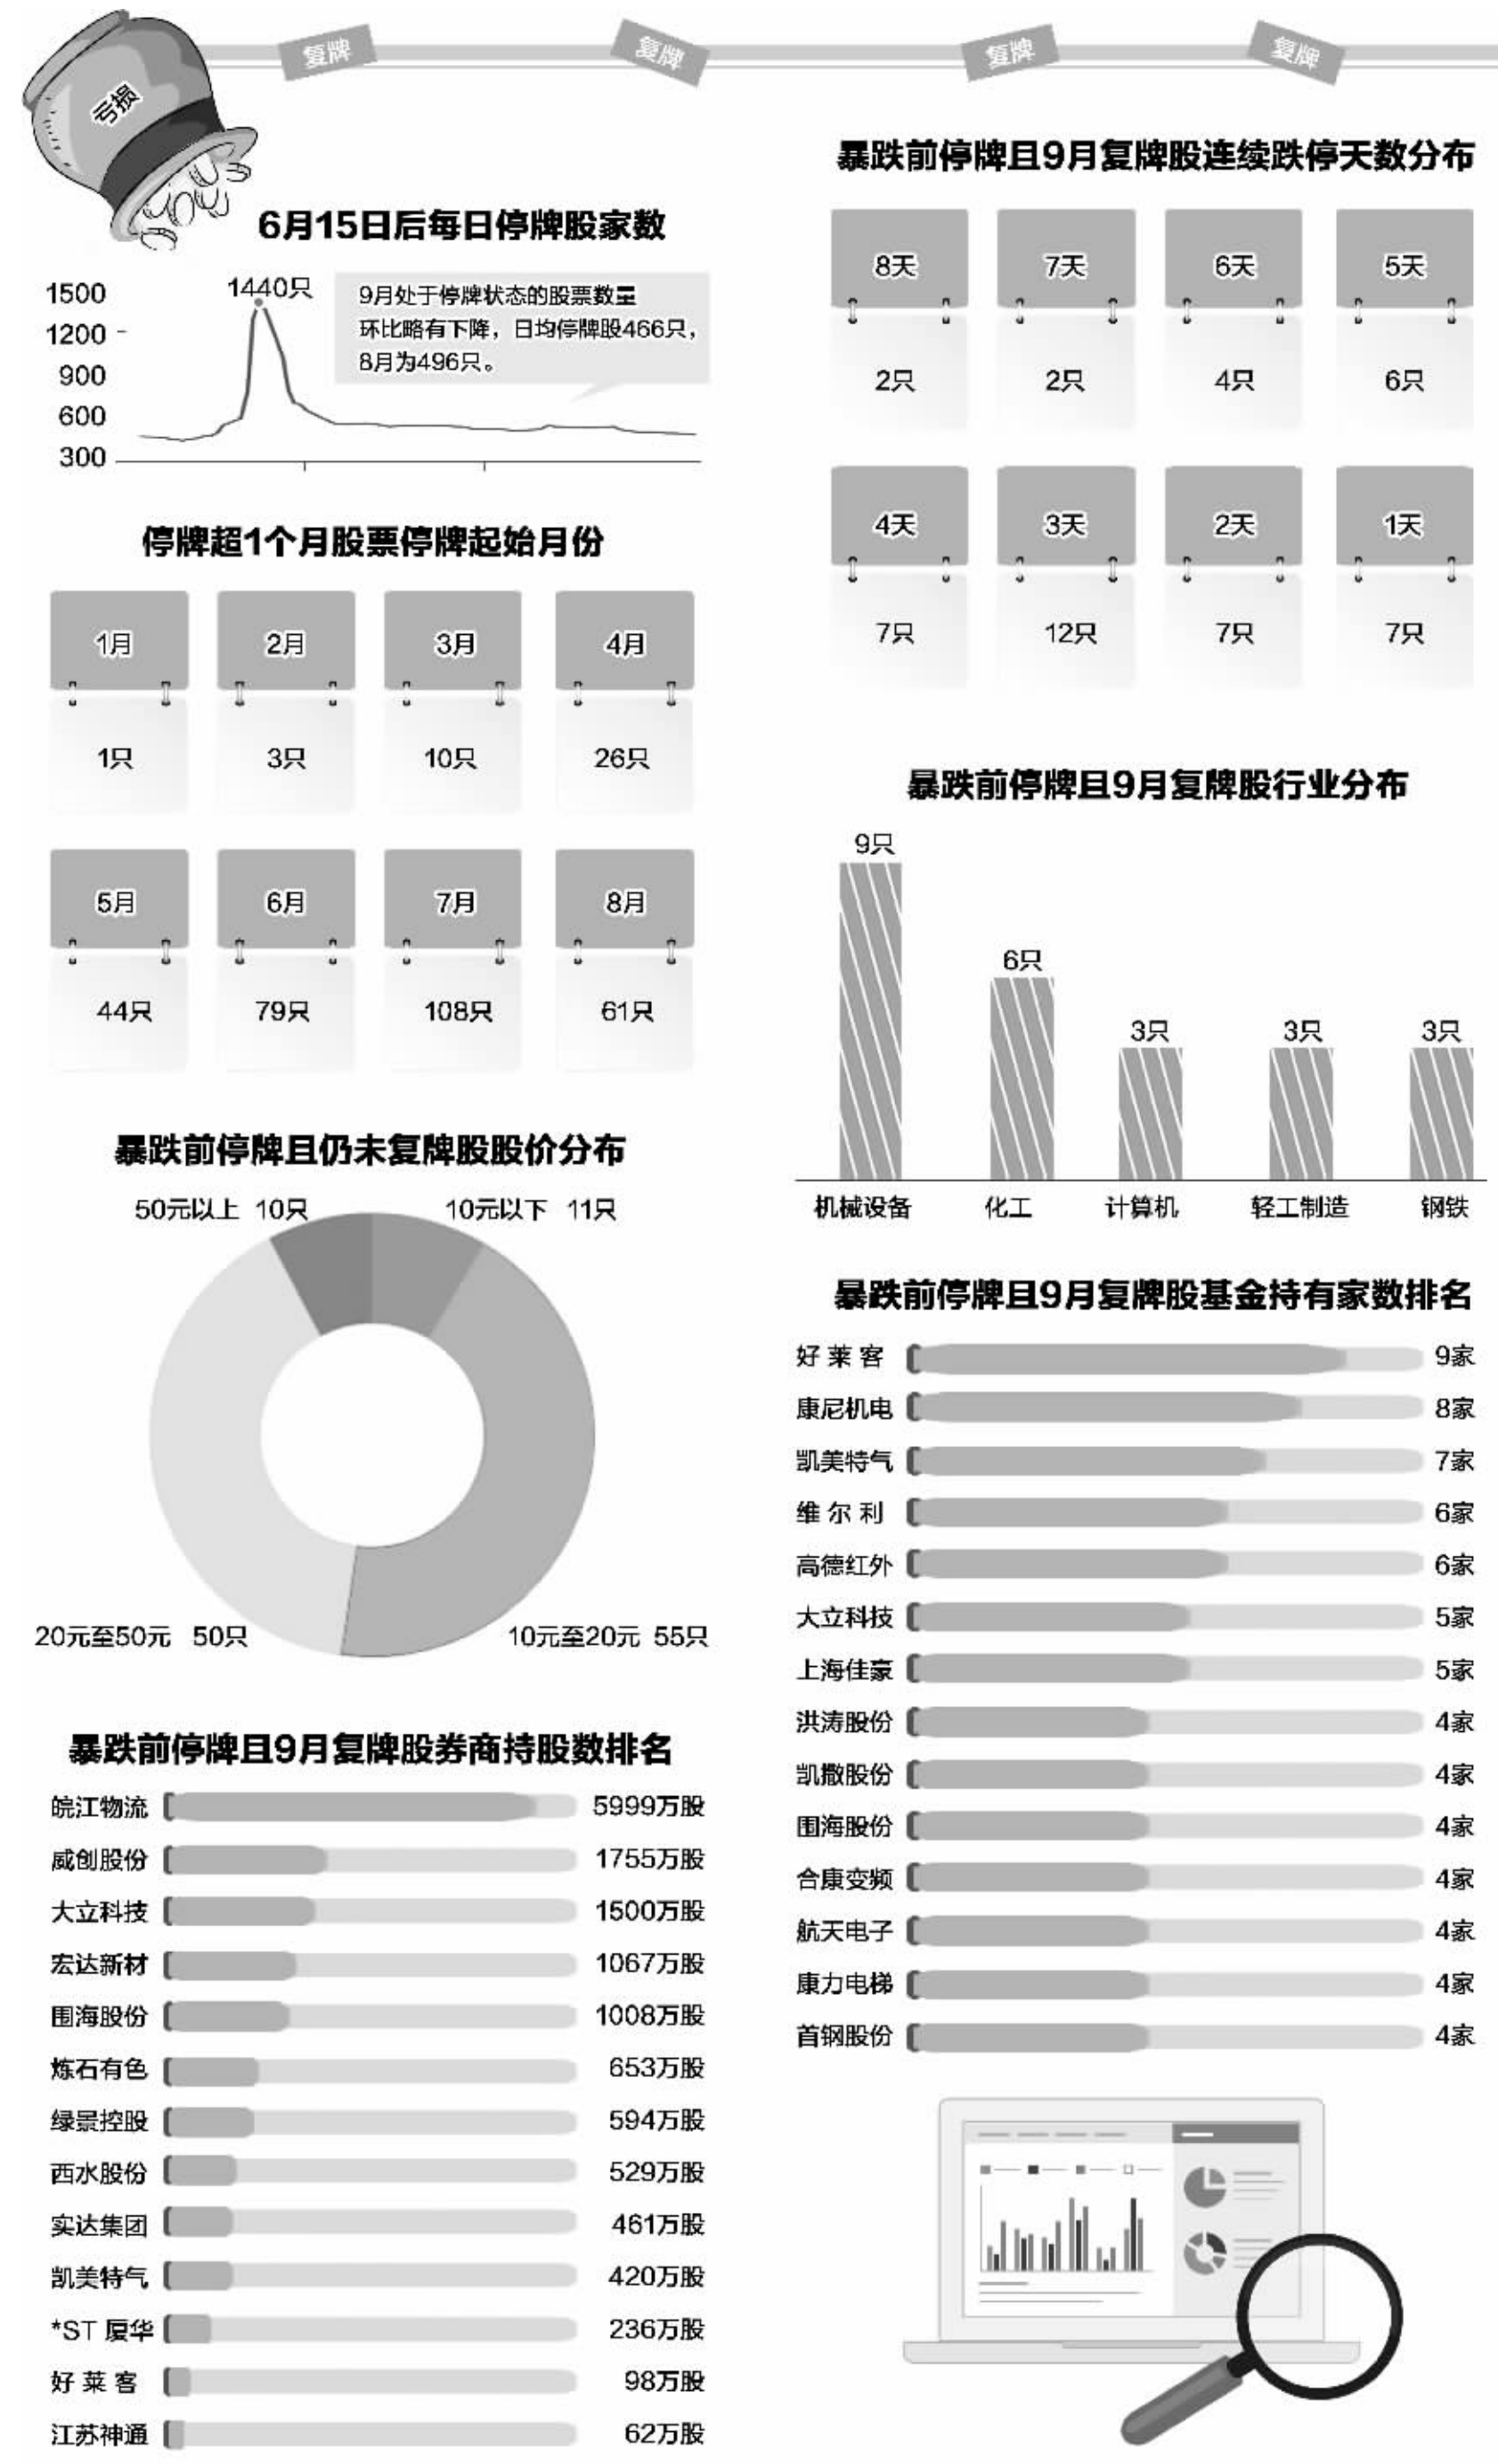 复牌
复牌
复牌
复牌
亏损
6月15日后每日停牌股家数
1500
1200
900
600
300
1440只
9月处于停牌状态的股票数量
环比略有下降，日均停牌股466只，
8月为496只。
停牌超1个月股票停牌起始月份
1月 2月 3月 4月
1只 3只 10只 26只
5月 6月 7月 8月
44只 79只 108只 61只
暴跌前停牌且仍未复牌股股价分布
50元以上 10只
10元以下 11只
20元至50元 50只
10元至20元 55只
暴跌前停牌且9月复牌股券商持股数排名
皖江物流 5999万股
威创股份 1755万股
大立科技 1500万股
宏达新材 1067万股
围海股份 1008万股
炼石有色 653万股
绿景控股 594万股
西水股份 529万股
实达集团 461万股
凯美特气 420万股
*ST 厦华 236万股
好莱客 98万股
江苏神通 62万股
暴跌前停牌且9月复牌股连续跌停天数分布
8天 7天 6天 5天
2只 2只 4只 6只
4天 3天 2天 1天
7只 12只 7只 7只
暴跌前停牌且9月复牌股行业分布
9只
6只
3只 3只 3只
机械设备 化工 计算机 轻工制造 钢铁
暴跌前停牌且9月复牌股基金持有家数排名
好莱客 9家
康尼机电 8家
凯美特气 7家
维尔利 6家
高德红外 6家
大立科技 5家
上海佳豪 5家
洪涛股份 4家
凯撒股份 4家
围海股份 4家
合康变频 4家
航天电子 4家
康力电梯 4家
首钢股份 4家